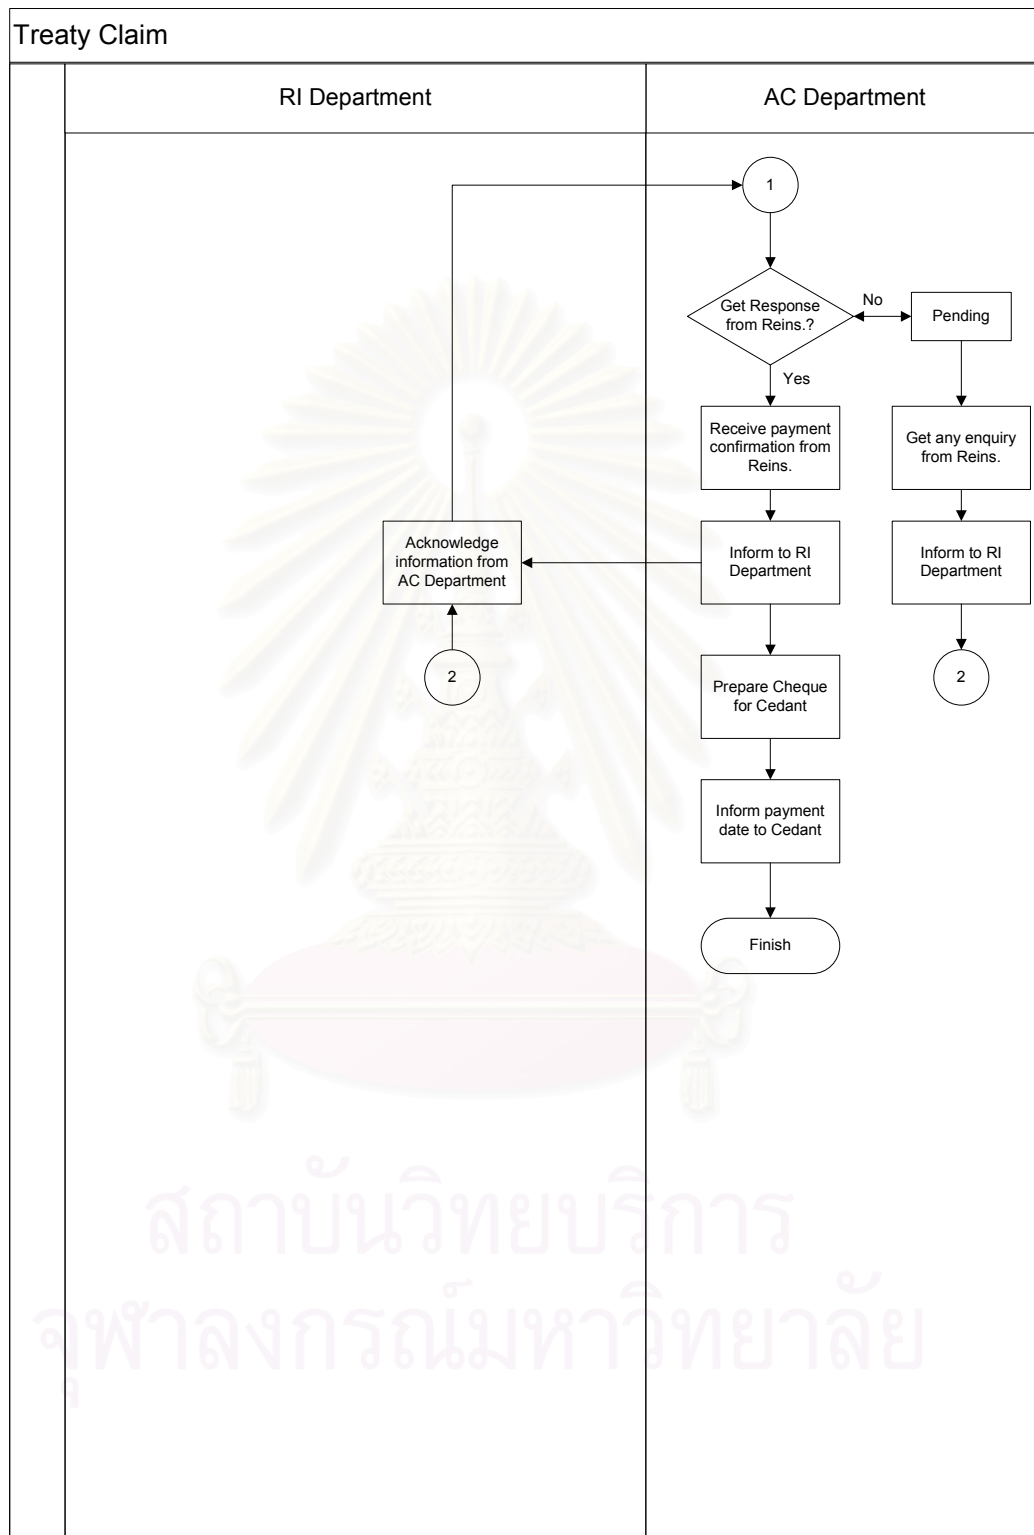 Treaty Claim
RI Department
AC Department
1
Get Response
from Reins.?
No
Pending
Yes
Receive payment
confirmation from
Reins.
Get any enquiry
from Reins.
Acknowledge
information from
AC Department
Inform to RI
Department
Inform to RI
Department
2
Prepare Cheque
for Cedant
2
Inform payment
date to Cedant
Finish
สถาบันวิทยบริการ
จุฬาลงกรณ์มหาวิทยาลัย